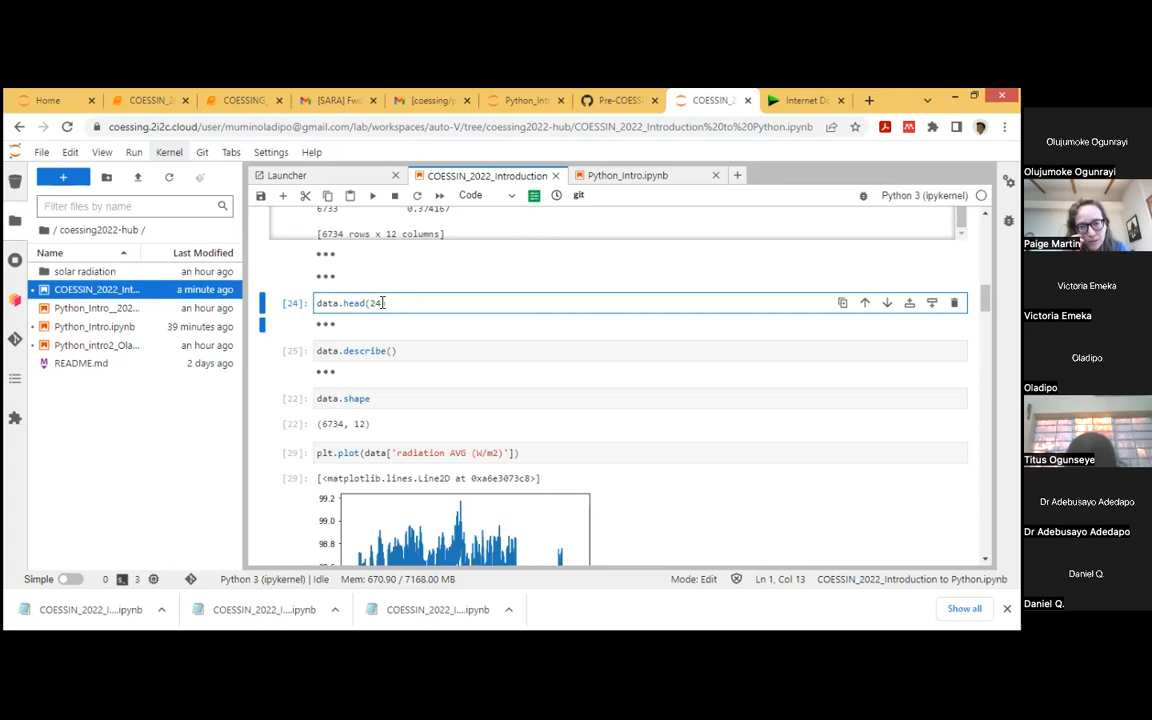 Home
COESSIN_2
COESSING_
[SARA] Fwd
[coessing/p
Python_Int
Pre-COESS
COESSIN_2
Internet Do
coessing.2i2c.cloud/user/muminoladipo@gmail.com/lab/workspaces/auto-V/tree/coessing2022-hub/COESSIN_2022_Introduction%20to%20Python.ipynb
File Edit View Run Kernel Git Tabs Settings Help
Launcher
COESSIN_2022_Introduction
Python_Intro.ipynb
Code
git
Python 3 (ipykernel)
Filter files by name
/ coessing2022-hub /
Name Last Modified
solar radiation an hour ago
COESSIN_2022_Int... a minute ago
Python_Intro__202... an hour ago
Python_Intro.ipynb 39 minutes ago
Python_intro2_Ola... an hour ago
README.md 2 days ago
6733 0.374167
[6734 rows x 12 columns]
[24]: data.head(24)
[25]: data.describe()
[22]: data.shape
[22]: (6734, 12)
[29]: plt.plot(data['radiation AVG (W/m2)'])
[29]: [<matplotlib.lines.Line2D at 0xa6e3073c8>]
99.2
99.0
98.8
Simple 0 3 Python 3 (ipykernel) | Idle Mem: 670.90 / 7168.00 MB Mode: Edit Ln 1, Col 13 COESSIN_2022_Introduction to Python.ipynb
COESSIN_2022_I....ipynb
COESSIN_2022_I....ipynb
COESSIN_2022_I....ipynb
Show all
Olujumoke Ogunrayi
Olujumoke Ogunrayi
Paige Martin
Victoria Emeka
Victoria Emeka
Oladipo
Oladipo
Titus Ogunseye
Dr Adebusayo Adedapo
Dr Adebusayo Adedapo
Daniel Q.
Daniel Q.